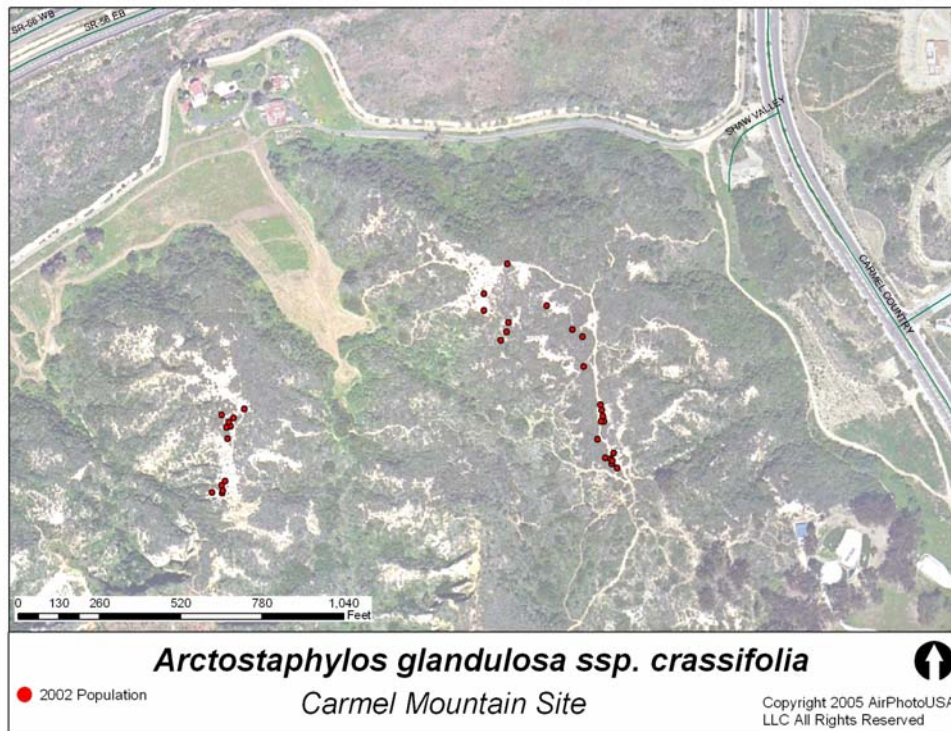 SR-56 WB
SR-56 EB
SHAW VALLEY
CARMEL COUNTRY
0 130 260 520 780 1,040
Feet
Arctostaphylos glandulosa ssp. crassifolia
2002 Population
Carmel Mountain Site
Copyright 2005 AirPhotoUSA
LLC All Rights Reserved